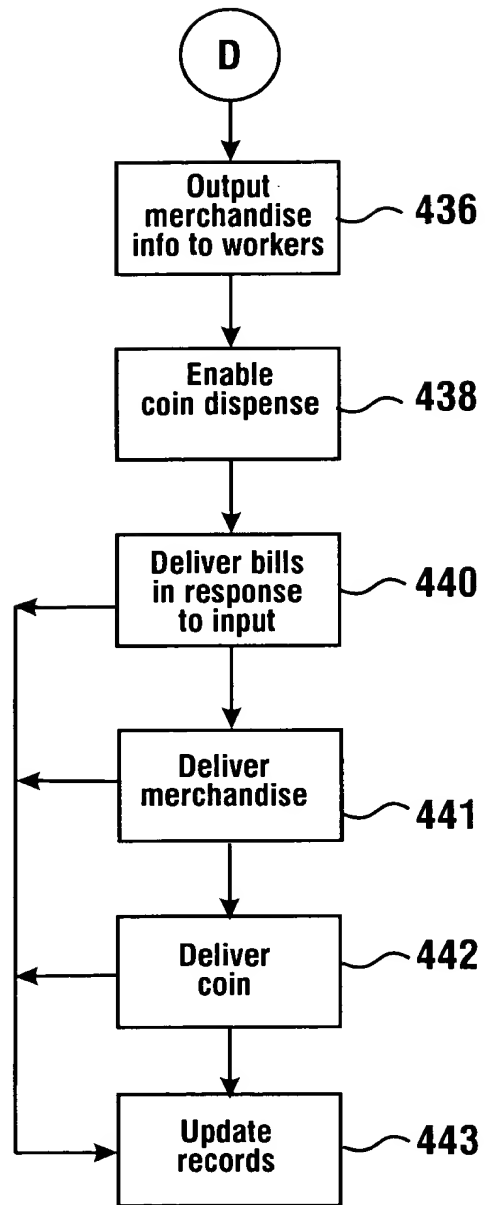 D
Output
merchandise
info to workers
436
Enable
coin dispense
438
Deliver bills
in response
to input
440
Deliver
merchandise
441
Deliver
coin
442
Update
records
443